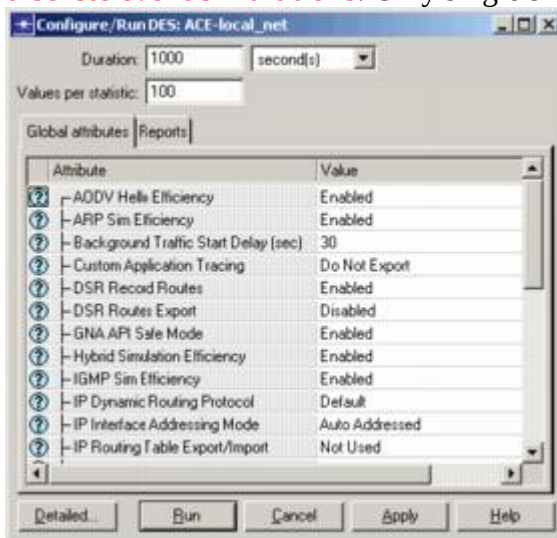 Configure/Run DES: ACE-local_net
Duration: 1000 second(s)
Values per statistic: 100
Global attributes Reports
Attribute Value
AODV Hello Efficiency Enabled
ARP Sim Efficiency Enabled
Background Traffic Start Delay (sec) 30
Custom Application Tracing Do Not Export
DSR Record Routes Enabled
DSR Routes Export Disabled
GNA API Safe Mode Enabled
Hybrid Simulation Efficiency Enabled
IGMP Sim Efficiency Enabled
IP Dynamic Routing Protocol Default
IP Interface Addressing Mode Auto Addressed
IP Routing Table Export/Import Not Used
Detailed... Run Cancel Apply Help